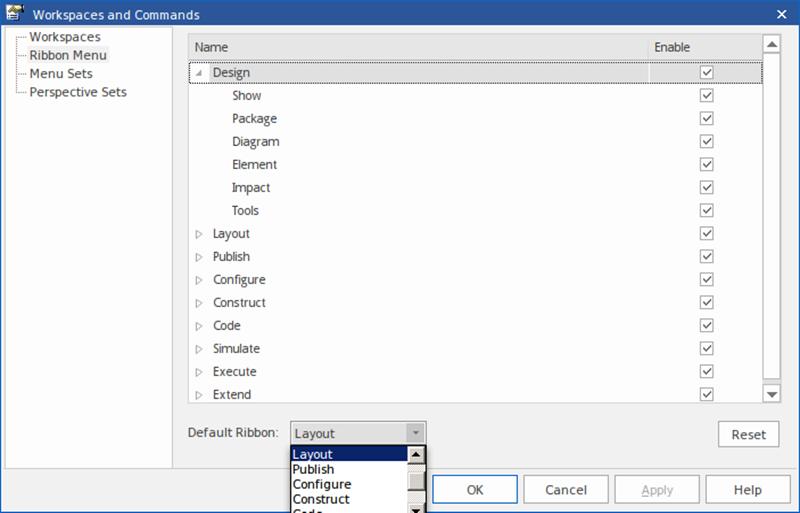 Workspaces and Commands
Workspaces
Ribbon Menu
Menu Sets
Perspective Sets
Name Enable
Design
Show
Package
Diagram
Element
Impact
Tools
Layout
Publish
Configure
Construct
Code
Simulate
Execute
Extend
Default Ribbon: Layout
Reset
Layout
Publish
Configure
Construct
Code
OK Cancel Apply Help